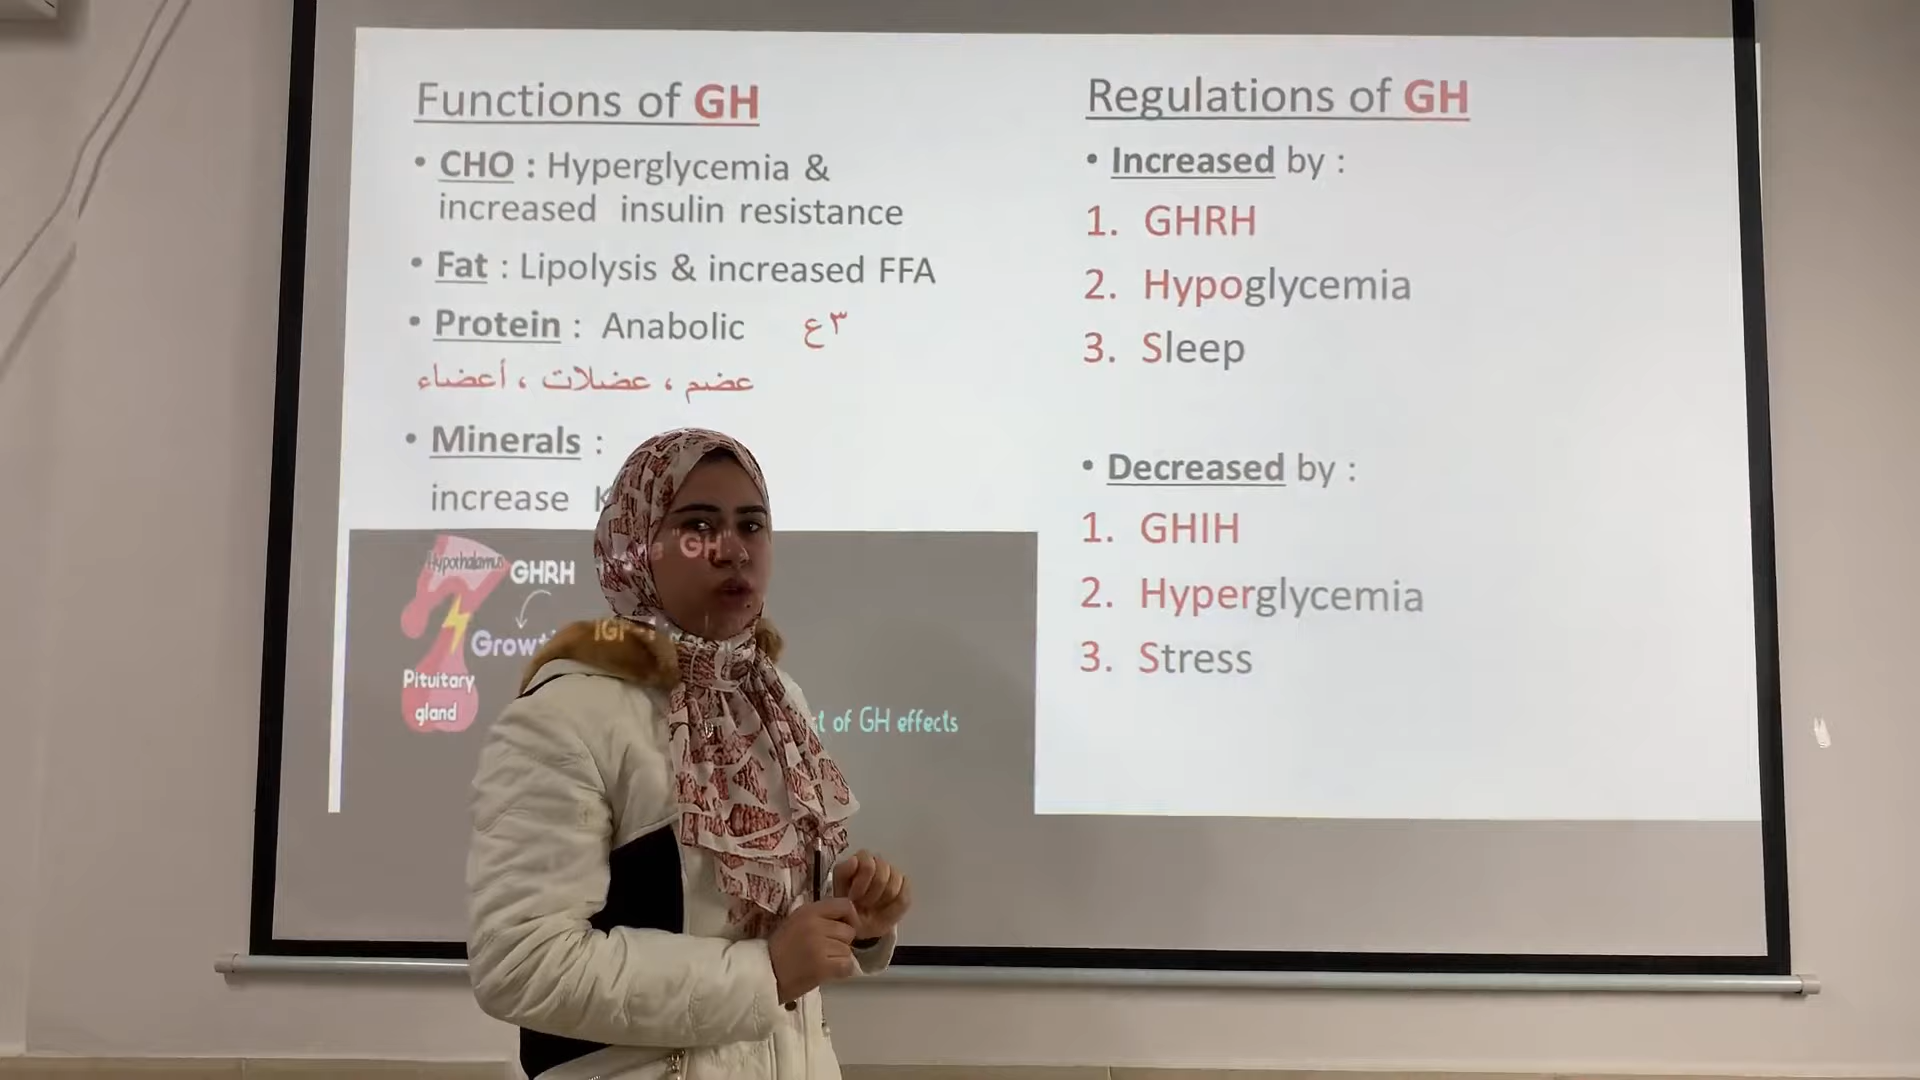 Functions of GH
• CHO : Hyperglycemia &
increased insulin resistance
• Fat : Lipolysis & increased FFA
• Protein : Anabolic ٣ع
عضم ، عضلات ، أعضاء
• Minerals :
increase
Hypothalamus
GHRH
Pituitary
gland
"GH"
of GH effects
Regulations of GH
• Increased by :
1. GHRH
2. Hypoglycemia
3. Sleep
• Decreased by :
1. GHIH
2. Hyperglycemia
3. Stress